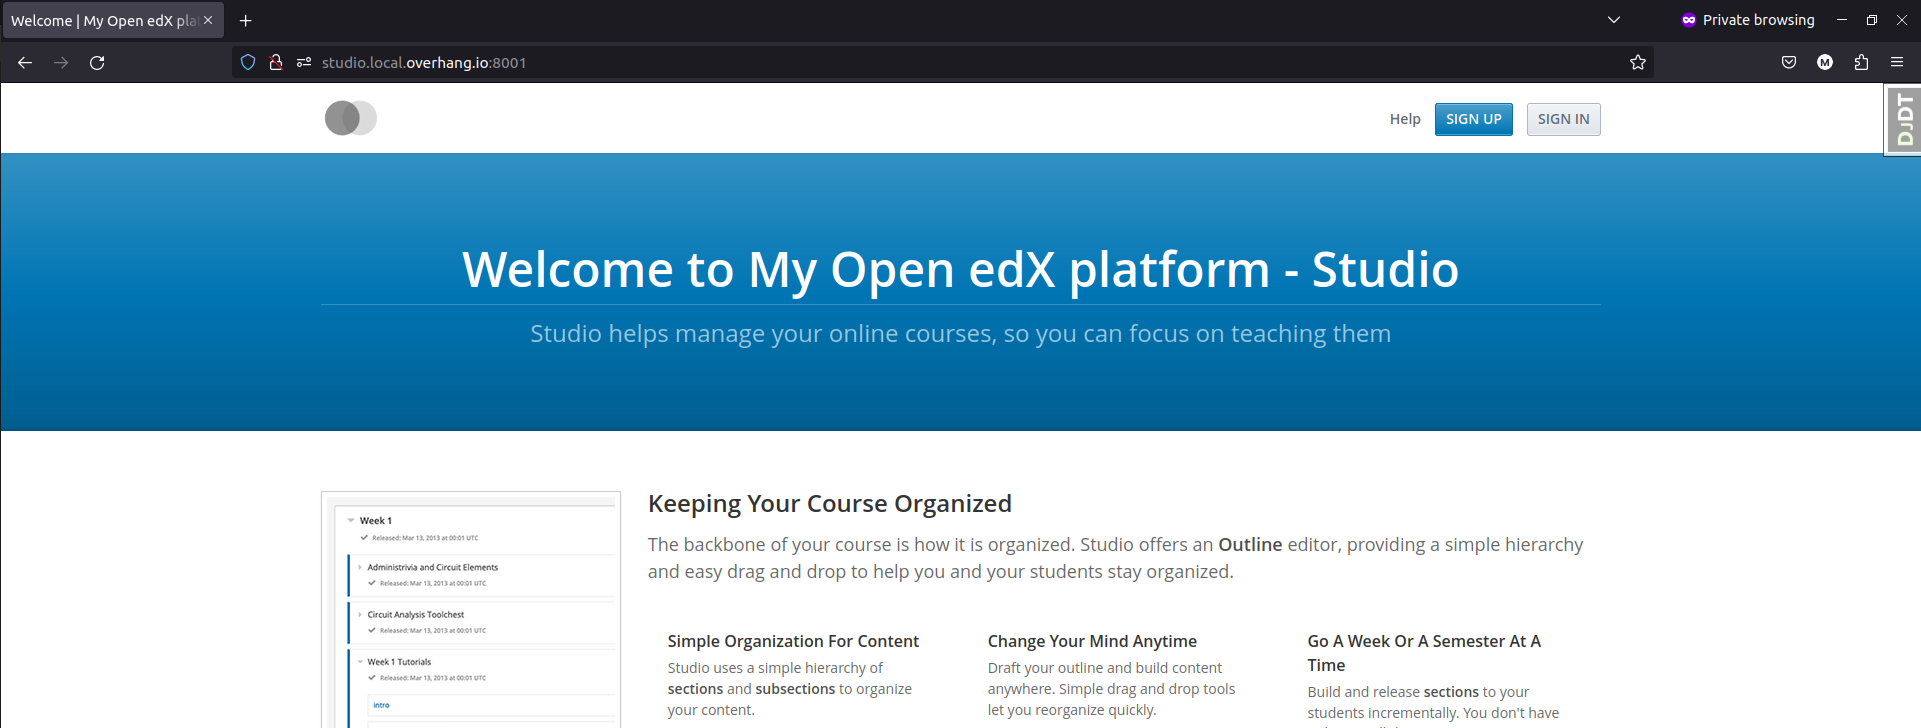 Welcome | My Open edX pla
Private browsing
studio.local.overhang.io:8001
Help
SIGN UP
SIGN IN
DJDT
Welcome to My Open edX platform - Studio
Studio helps manage your online courses, so you can focus on teaching them
Week 1
Released: Mar 13, 2013 at 00:01 UTC
Administrivia and Circuit Elements
Released: Mar 13, 2013 at 00:01 UTC
Circuit Analysis Toolchest
Released: Mar 13, 2013 at 00:01 UTC
Week 1 Tutorials
Released: Mar 13, 2013 at 00:01 UTC
intro
Keeping Your Course Organized
The backbone of your course is how it is organized. Studio offers an Outline editor, providing a simple hierarchy
and easy drag and drop to help you and your students stay organized.
Simple Organization For Content
Studio uses a simple hierarchy of
sections and subsections to organize
your content.
Change Your Mind Anytime
Draft your outline and build content
anywhere. Simple drag and drop tools
let you reorganize quickly.
Go A Week Or A Semester At A
Time
Build and release sections to your
students incrementally. You don't have